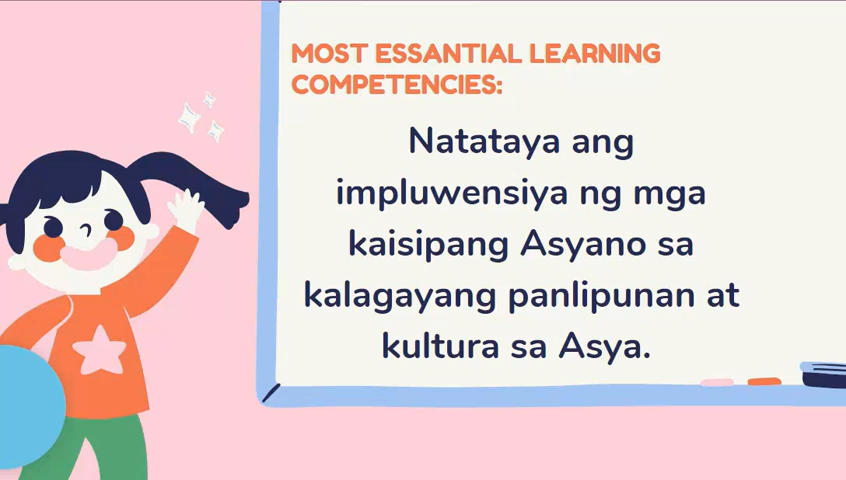 MOST ESSANTIAL LEARNING
COMPETENCIES:
Natataya ang
impluwensiya ng mga
kaisipang Asyano sa
kalagayang panlipunan at
kultura sa Asya.